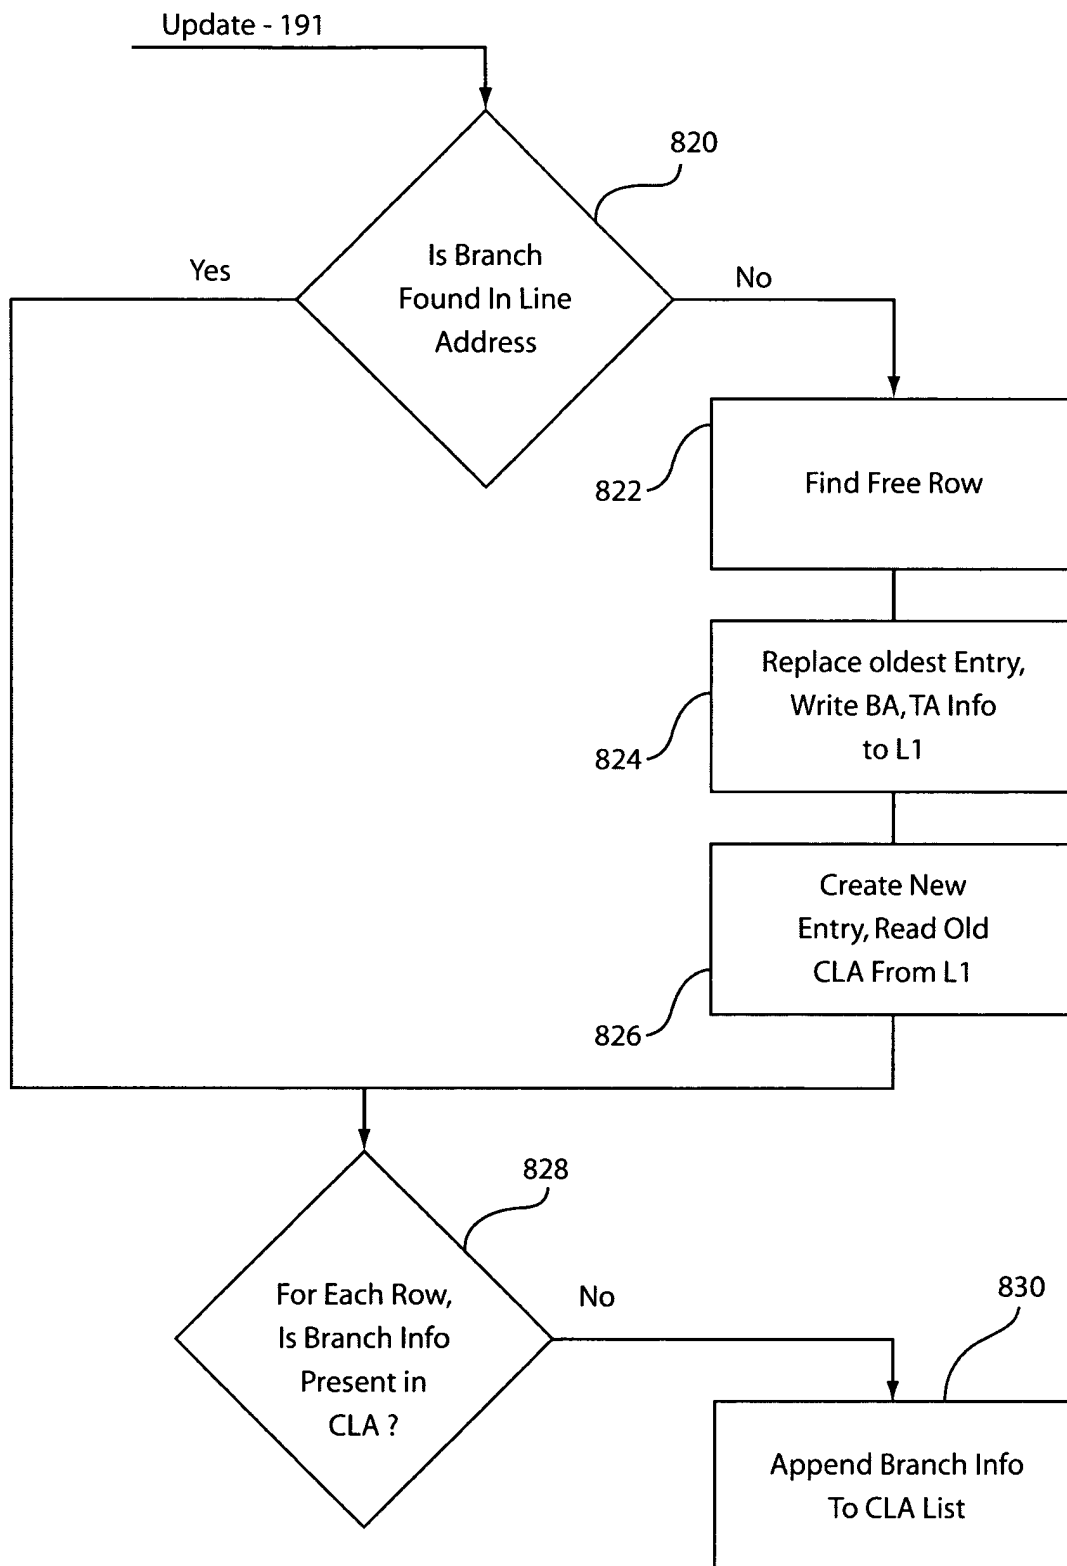 Update - 191
820
Is Branch
Found In Line
Address
Yes
No
822
Find Free Row
Replace oldest Entry,
Write BA, TA Info
to L1
824
Create New
Entry, Read Old
CLA From L1
826
828
For Each Row,
Is Branch Info
Present in
CLA ?
No
830
Append Branch Info
To CLA List